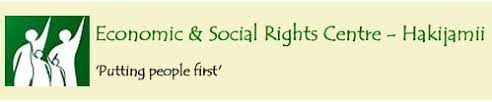 Economic & Social Rights Centre - Hakijamii
'Putting people first'